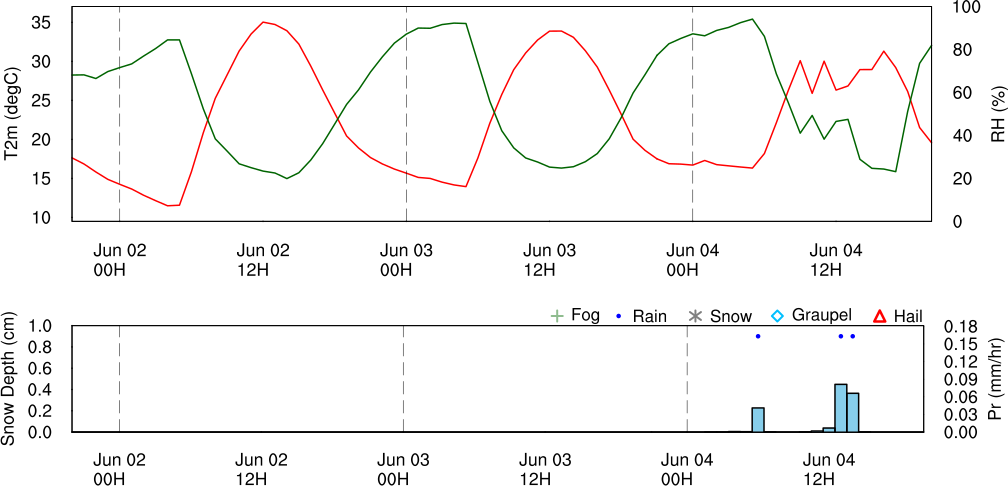 T2m (degC)
35
30
25
20
15
10
100
80
60
40
20
0
RH (%)
Jun 02
00H
Jun 02
12H
Jun 03
00H
Jun 03
12H
Jun 04
00H
Jun 04
12H
Fog Rain Snow Graupel Hail
Snow Depth (cm)
1.0
0.8
0.6
0.4
0.2
0.0
0.18
0.15
0.12
0.09
0.06
0.03
0.00
Pr (mm/hr)
Jun 02
00H
Jun 02
12H
Jun 03
00H
Jun 03
12H
Jun 04
00H
Jun 04
12H